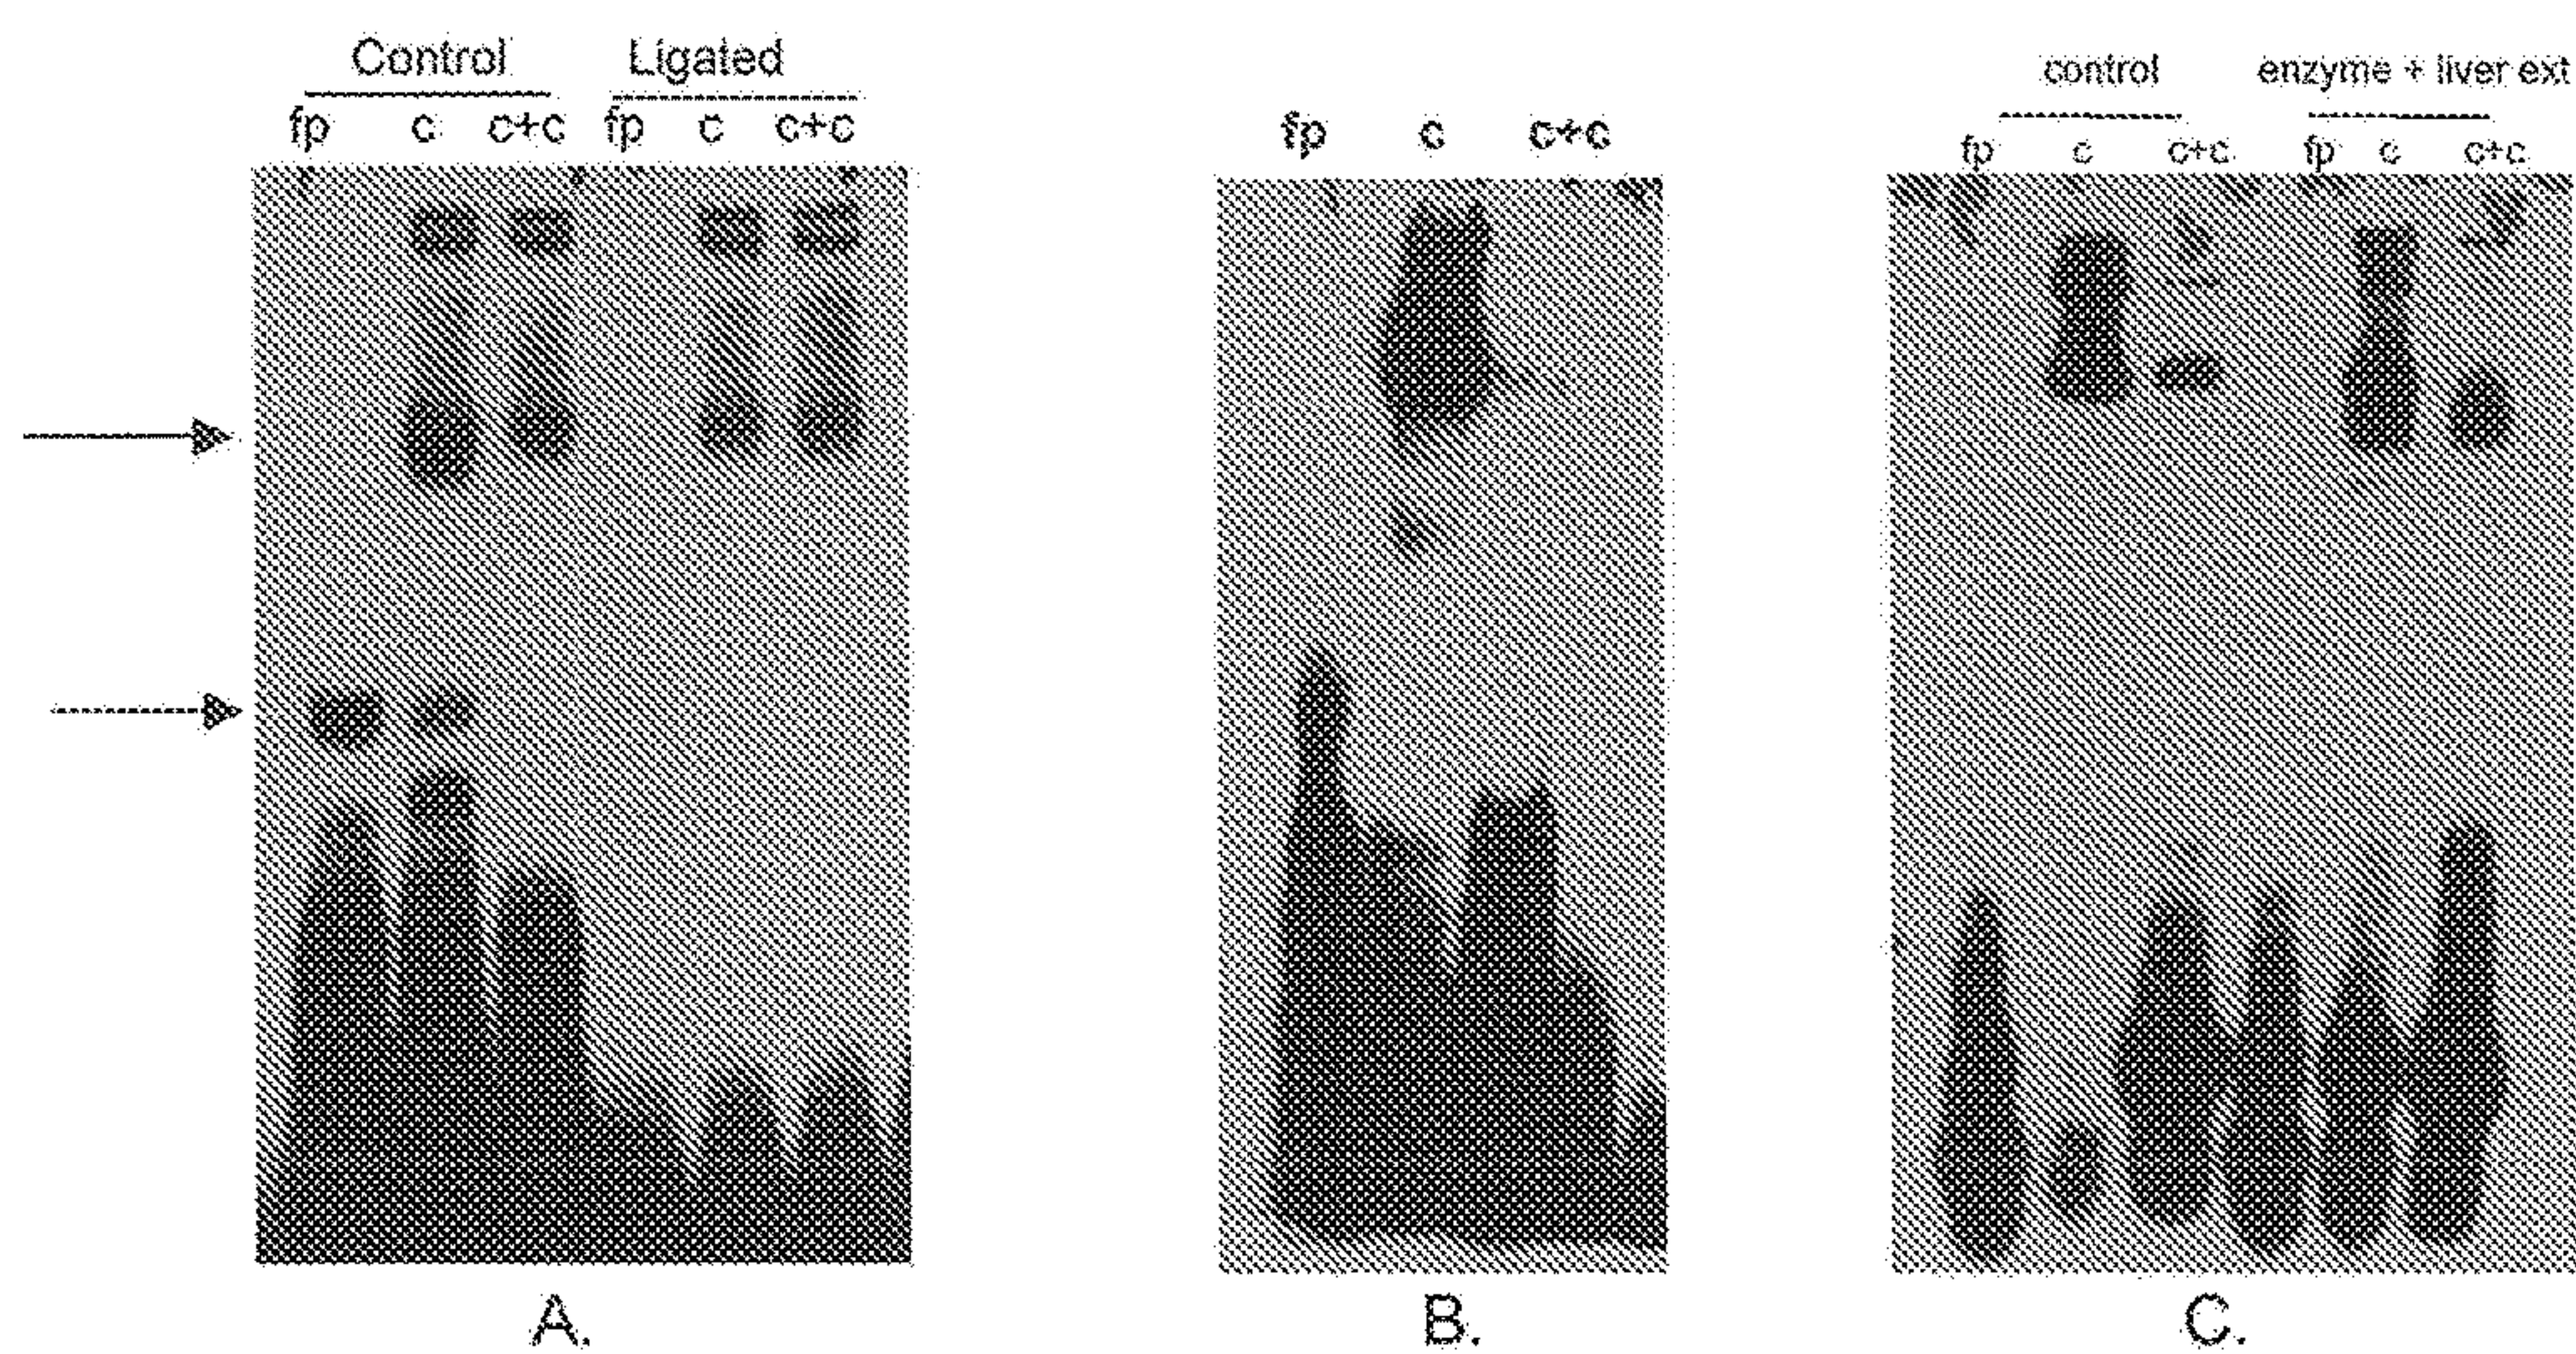 Control Ligated
fp c c+c fp c c+c
fp c c+c
control enzyme + liver ext
fp c c+c fp c c+c
A. B. C.